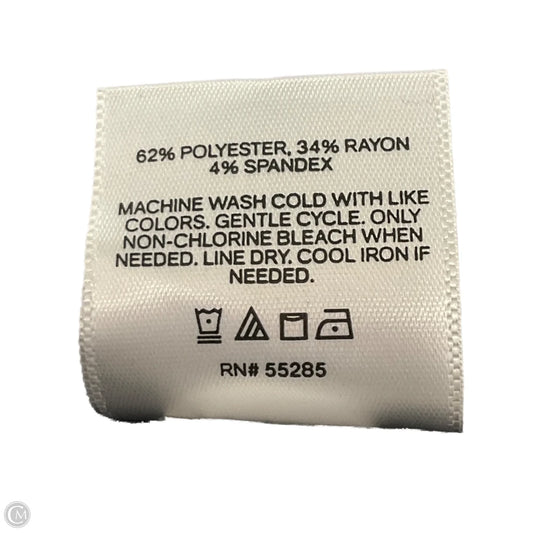 62% POLYESTER, 34% RAYON
4% SPANDEX
MACHINE WASH COLD WITH LIKE
COLORS. GENTLE CYCLE. ONLY
NON-CHLORINE BLEACH WHEN
NEEDED. LINE DRY. COOL IRON IF
NEEDED.
RN# 55285
CM